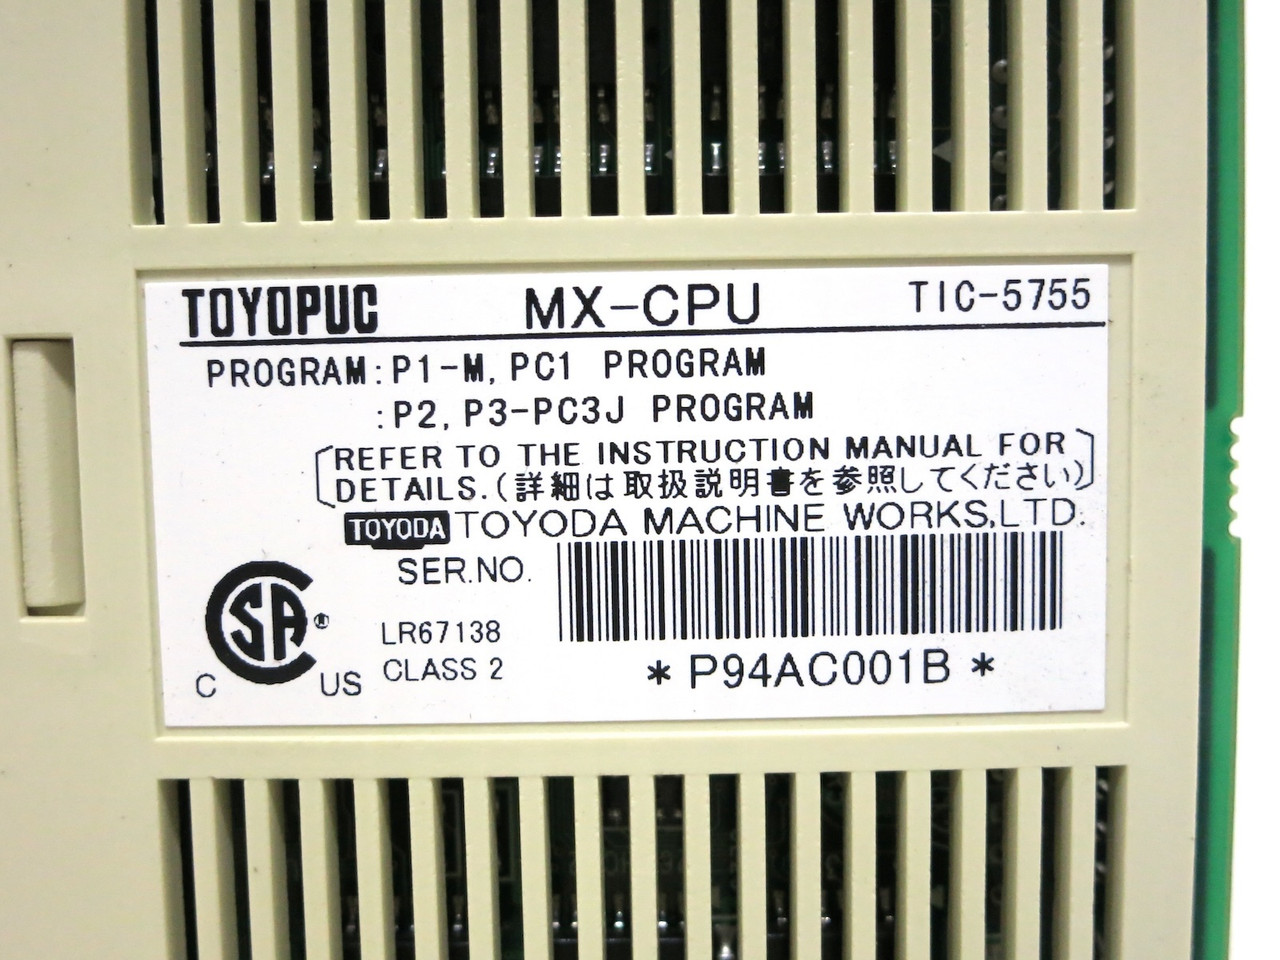 TOYOPUC MX-CPU TIC-5755
PROGRAM:P1-M, PC1 PROGRAM
:P2, P3-PC3J PROGRAM
REFER TO THE INSTRUCTION MANUAL FOR
DETAILS.(詳細は取扱説明書を参照してください)
TOYODA TOYODA MACHINE WORKS,LTD.
SER.NO.
SA ®
C US
LR67138
CLASS 2
* P94AC001B *